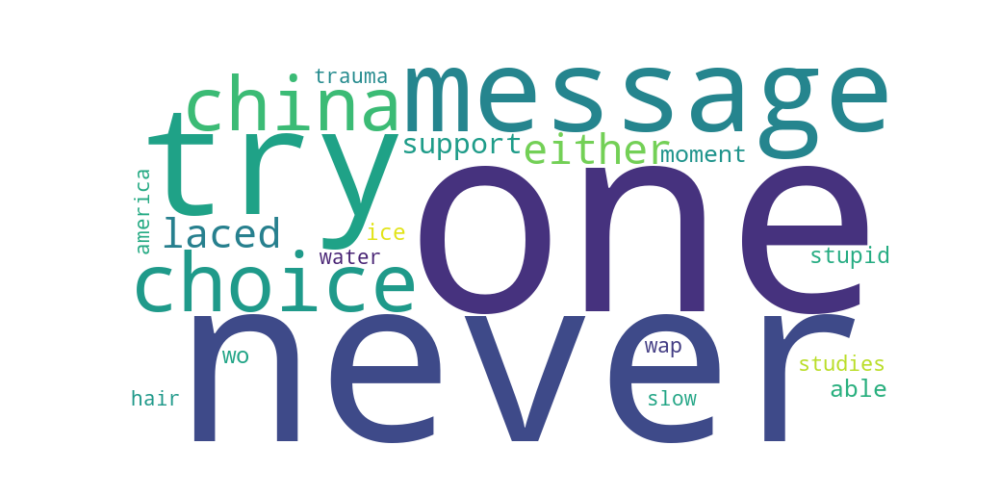 trauma
message
china
try
support
either
moment
one
america
laced
ice
water
stupid
choice
never
wo
wap
studies
able
hair
slow